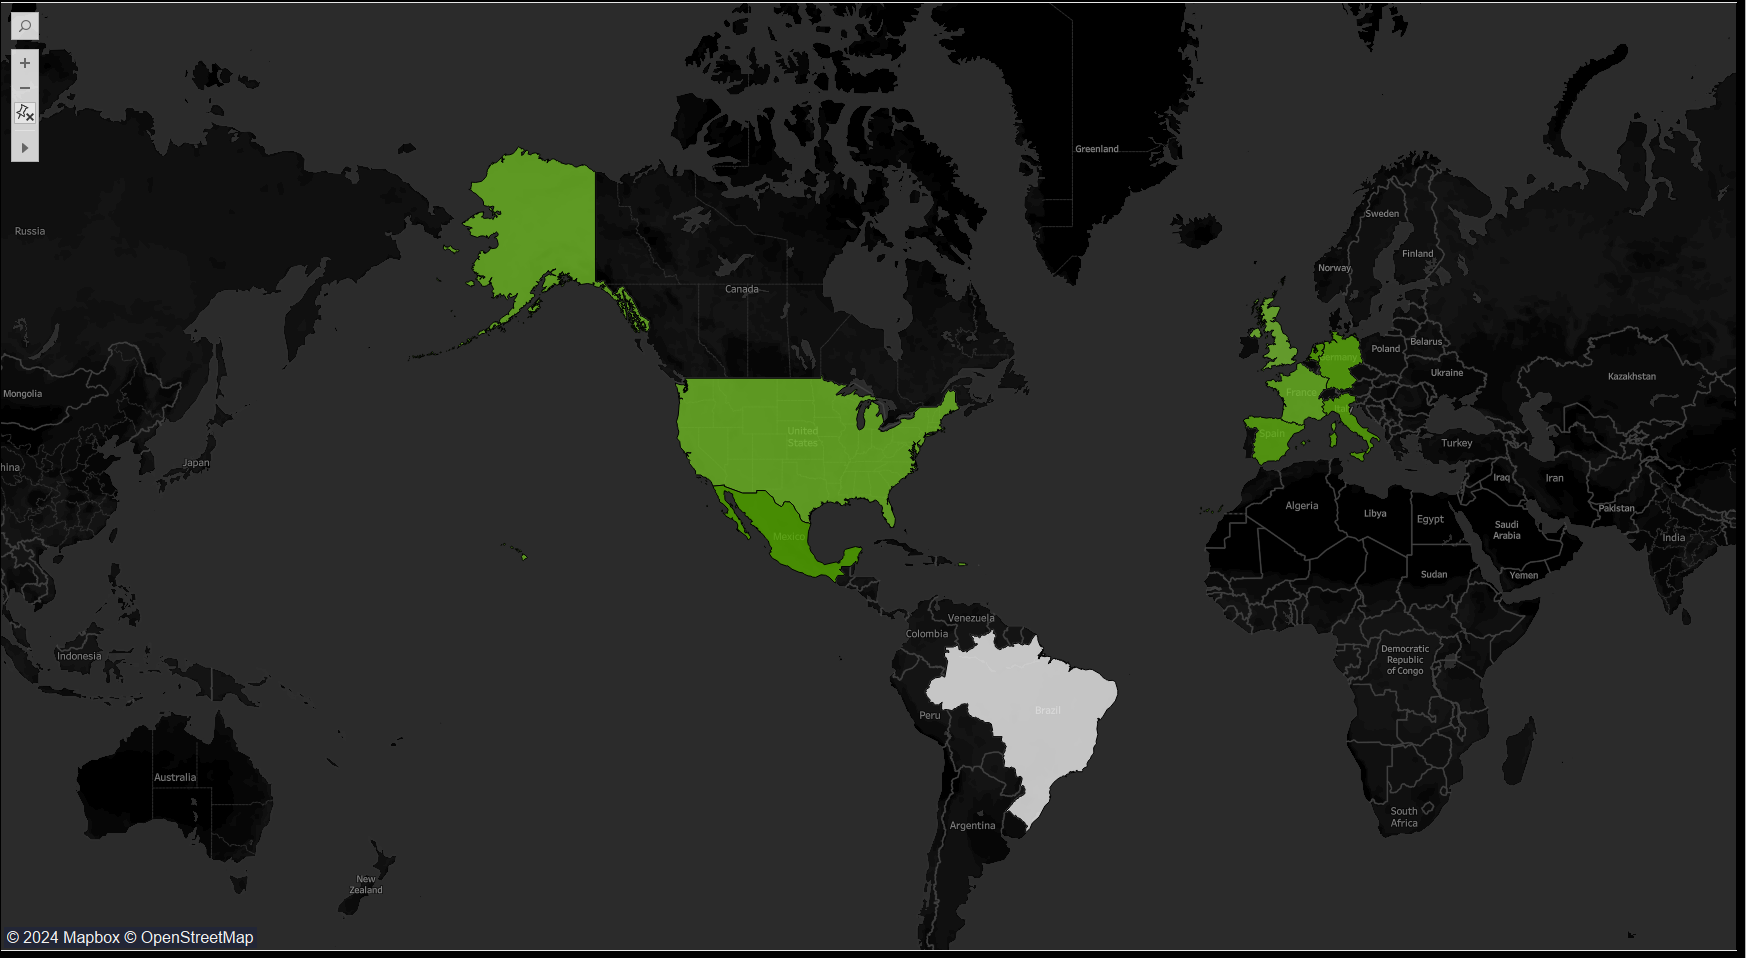 Greenland
Sweden
Russia
Finland
Norway
Canada
Poland
Belarus
Germany
Ukraine
Kazakhstan
France
Mongolia
Spain
United
States
Turkey
Japan
hina
Iraq
Iran
Algeria
Libya
Egypt
Pakistan
Saudi
Arabia
Mexico
India
Sudan
Yemen
Venezuela
Colombia
Indonesia
Democratic
Republic
of Congo
Brazil
Peru
Australia
South
Africa
Argentina
New
Zealand
© 2024 Mapbox © OpenStreetMap